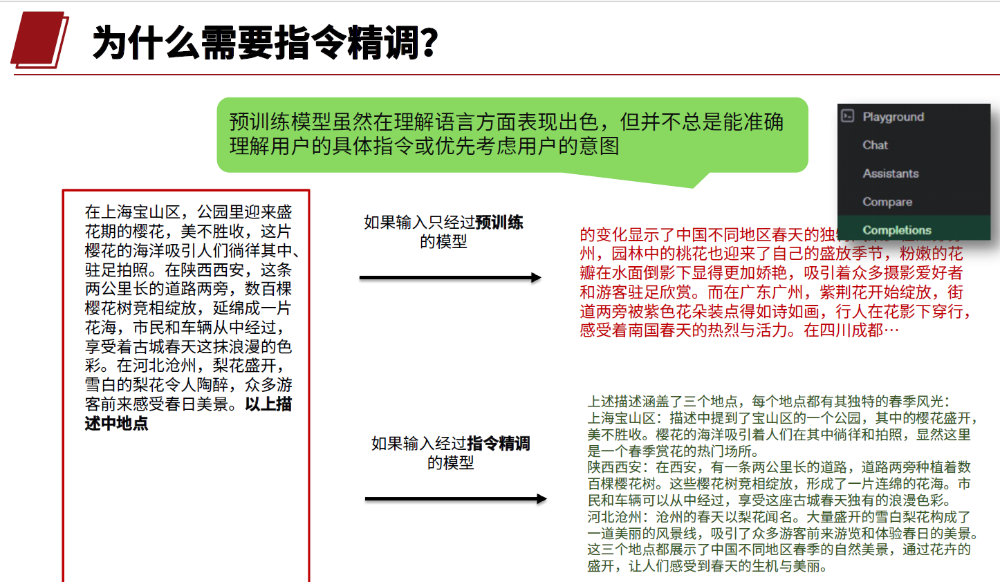 为什么需要指令精调?
预训练模型虽然在理解语言方面表现出色，但并不总是能准确
理解用户的具体指令或优先考虑用户的意图
Playground
Chat
Assistants
Compare
Completions
在上海宝山区，公园里迎来盛
花期的樱花，美不胜收，这片
樱花的海洋吸引人们徜徉其中、
驻足拍照。在陕西西安，这条
两公里长的道路两旁，数百棵
樱花树竞相绽放，延绵成一片
花海，市民和车辆从中经过，
享受着古城春天这抹浪漫的色
彩。在河北沧州，梨花盛开，
雪白的梨花令人陶醉，众多游
客前来感受春日美景。以上描
述中地点
如果输入只经过预训练
的模型
的变化显示了中国不同地区春天的独
州，园林中的桃花也迎来了自己的盛放季节，粉嫩的花
瓣在水面倒影下显得更加娇艳，吸引着众多摄影爱好者
和游客驻足欣赏。而在广东广州，紫荆花开始绽放，街
道两旁被紫色花朵装点得如诗如画，行人在花影下穿行，
感受着南国春天的热烈与活力。在四川成都…
如果输入经过指令精调
的模型
上述描述涵盖了三个地点，每个地点都有其独特的春季风光：
上海宝山区：描述中提到了宝山区的一个公园，其中的樱花盛开，
美不胜收。樱花的海洋吸引着人们在其中徜徉和拍照，显然这里
是一个春季赏花的热门场所。
陕西西安：在西安，有一条两公里长的道路，道路两旁种植着数
百棵樱花树。这些樱花树竞相绽放，形成了一片连绵的花海。市
民和车辆可以从中经过，享受这座古城春天独有的浪漫色彩。
河北沧州：沧州的春天以梨花闻名。大量盛开的雪白梨花构成了
一道美丽的风景线，吸引了众多游客前来游览和体验春日的美景。
这三个地点都展示了中国不同地区春季的自然美景，通过花卉的
盛开，让人们感受到春天的生机与美丽。